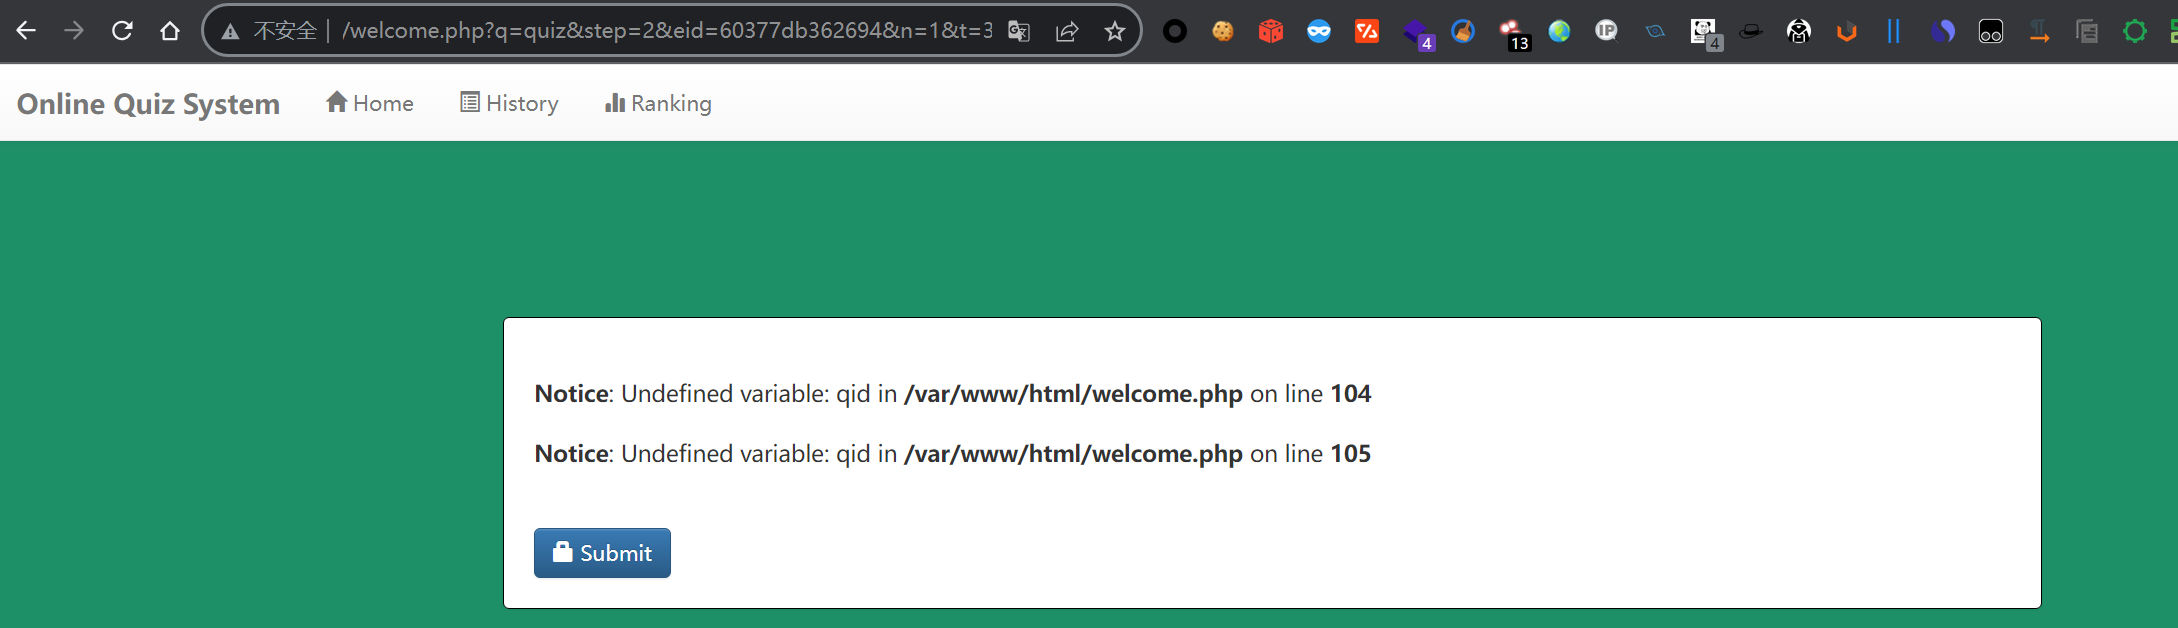 不安全 | /welcome.php?q=quiz&step=2&eid=60377db362694&n=1&t=3
4
13
IP
4
Online Quiz System Home History Ranking
Notice: Undefined variable: qid in /var/www/html/welcome.php on line 104
Notice: Undefined variable: qid in /var/www/html/welcome.php on line 105
Submit